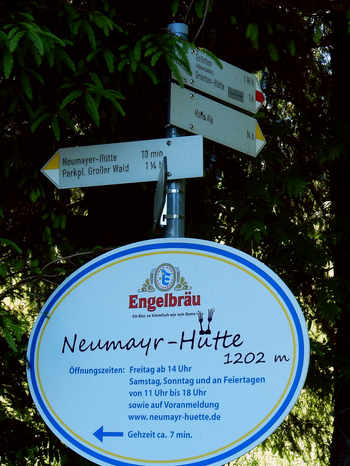 Neumayer-Hütte 10 min
Parkpl. Großer Wald 1 ¼ h
Engelbräu
Neumayr-Hütte
1202 m
Öffnungszeiten: Freitag ab 14 Uhr
Samstag, Sonntag und an Feiertagen
von 11 Uhr bis 18 Uhr
sowie auf Voranmeldung
www.neumayr-huette.de
Gehzeit ca. 7 min.